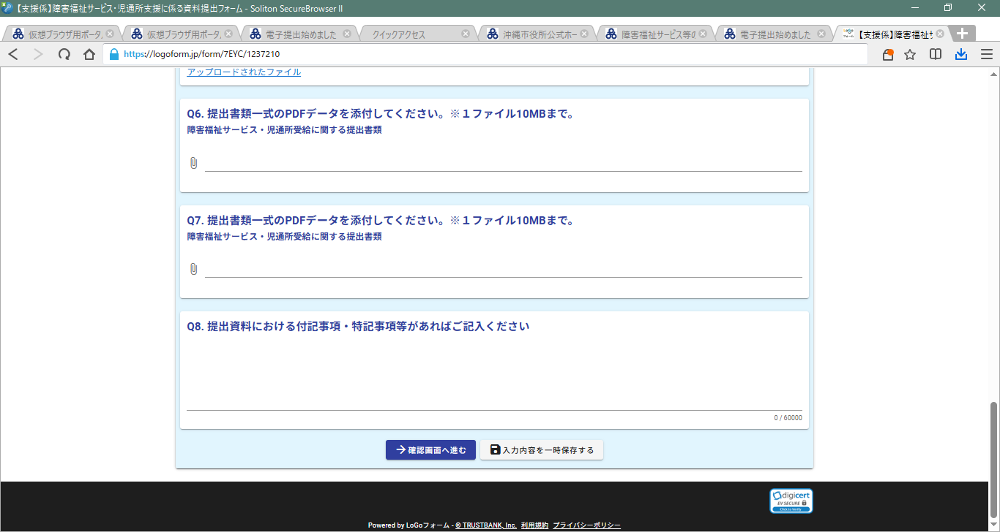 【支援係】障害福祉サービス・児通所支援に係る資料提出フォーム - Soliton SecureBrowser II
仮想ブラウザ用ポータ
仮想ブラウザ用ポータ
電子提出始めました
クイックアクセス
沖縄市役所公式ホー
障害福祉サービス等の
電子提出始めました
LoGo フォーム
【支援係】障害福祉サ
https://logoform.jp/form/7EYC/1237210
アップロードされたファイル
Q6. 提出書類一式のPDFデータを添付してください。※１ファイル10MBまで。
障害福祉サービス・児通所受給に関する提出書類
Q7. 提出書類一式のPDFデータを添付してください。※１ファイル10MBまで。
障害福祉サービス・児通所受給に関する提出書類
Q8. 提出資料における付記事項・特記事項等があればご記入ください
0 / 60000
確認画面へ進む
入力内容を一時保存する
digicert
EV SECURE
Click to Verify
Powered by LoGoフォーム - © TRUSTBANK, Inc. 利用規約 プライバシーポリシー